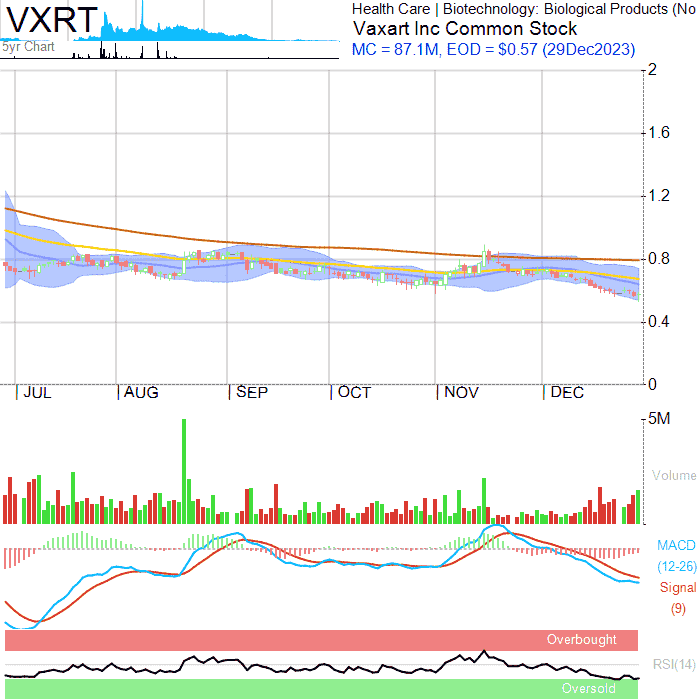 VXRT
5yr Chart
Health Care | Biotechnology: Biological Products (No
Vaxart Inc Common Stock
MC = 87.1M, EOD = $0.57 (29Dec2023)
2
1.6
1.2
0.8
0.4
0
JUL AUG SEP OCT NOV DEC
5M
Volume
MACD
(12-26)
Signal
(9)
Overbought
RSI(14)
Oversold